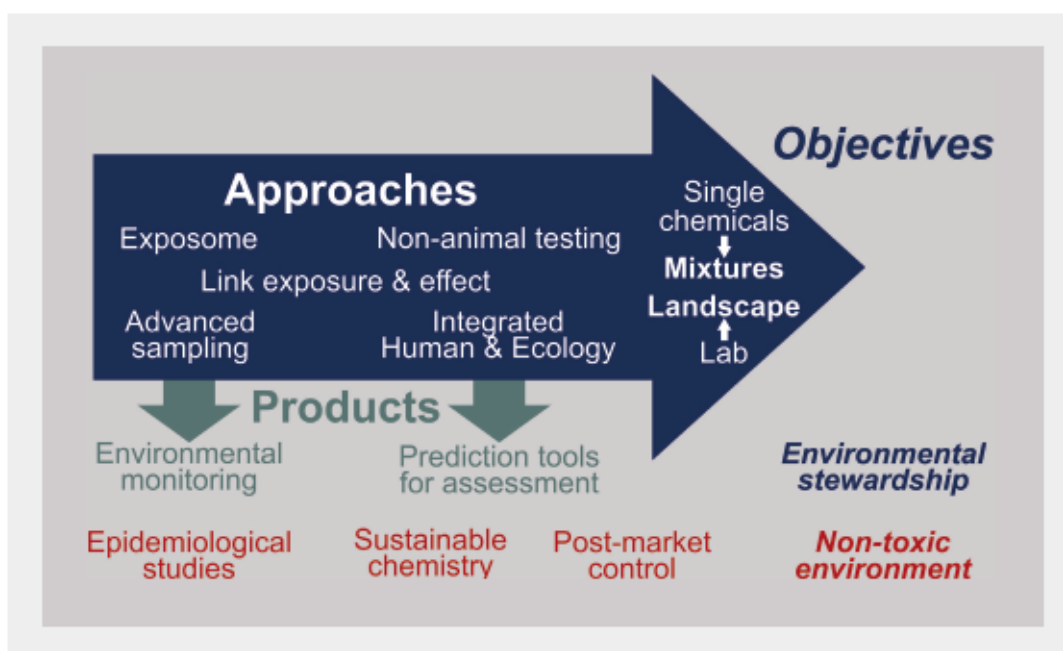 Objectives
Approaches
Exposome
Non-animal testing
Link exposure & effect
Advanced
sampling
Integrated
Human & Ecology
Single
chemicals
Mixtures
Landscape
Lab
Products
Environmental
monitoring
Prediction tools
for assessment
Environmental
stewardship
Epidemiological
studies
Sustainable
chemistry
Post-market
control
Non-toxic
environment